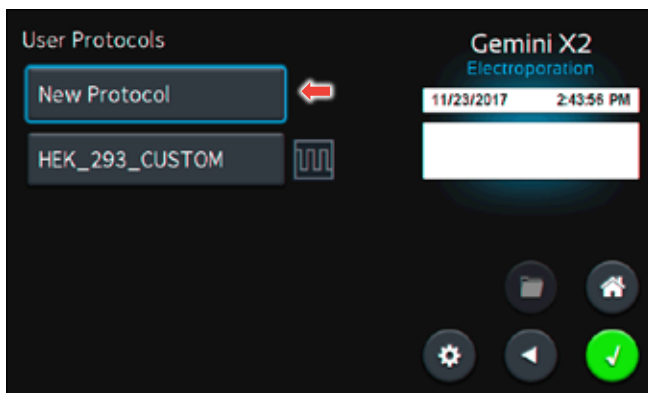 User Protocols
New Protocol
HEK_293_CUSTOM
Gemini X2
Electroporation
11/23/2017 2:43:56 PM